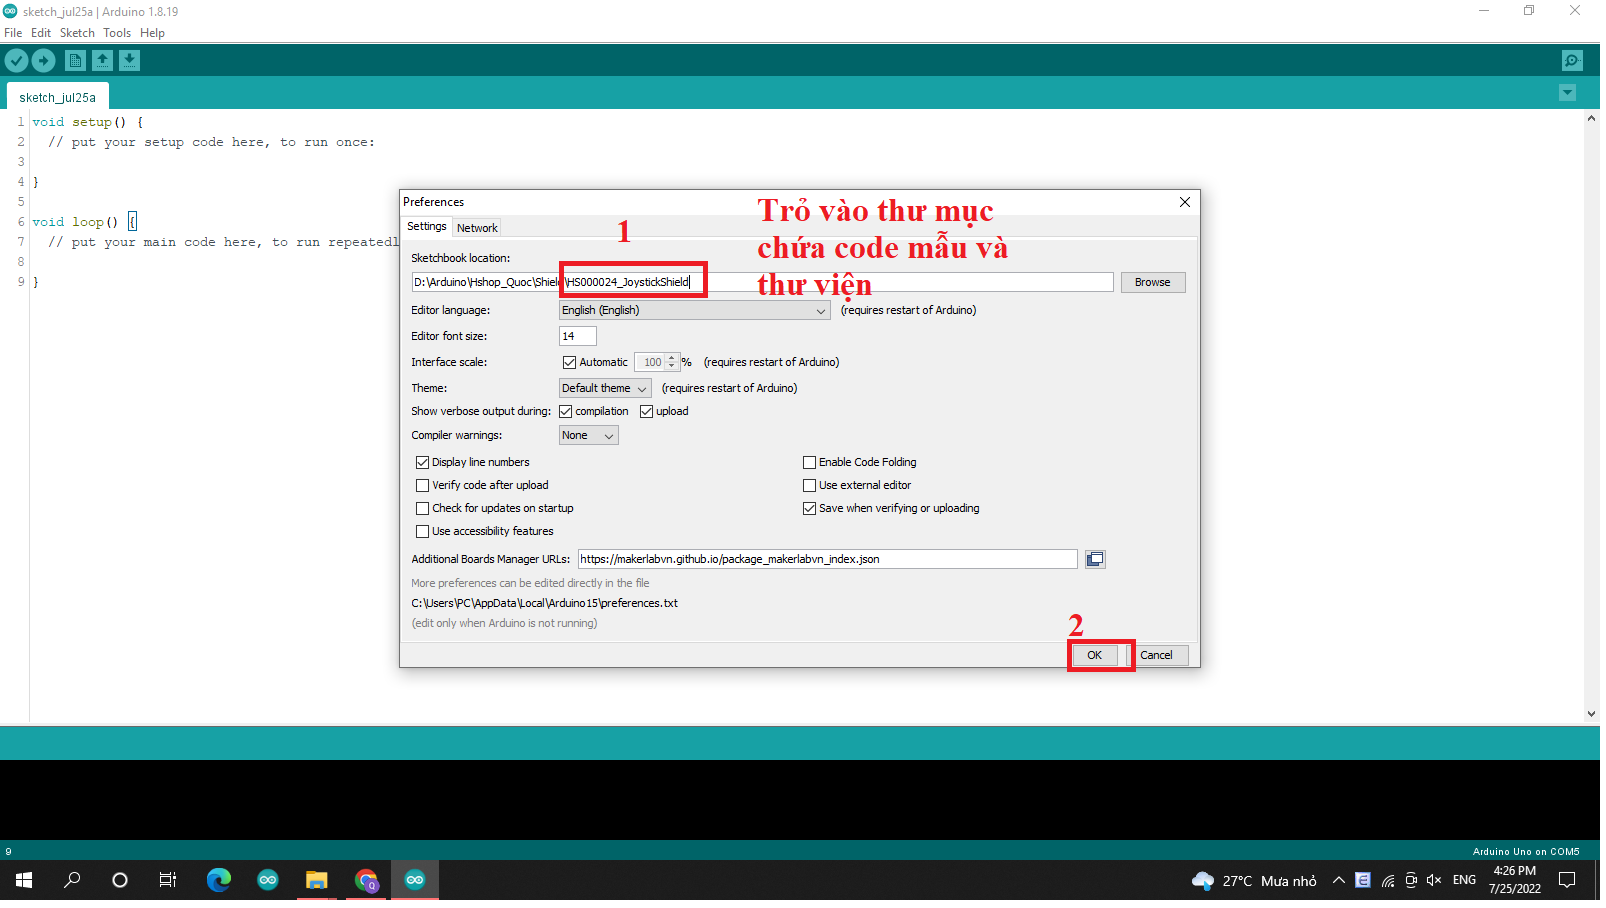 sketch_jul25a | Arduino 1.8.19
File Edit Sketch Tools Help
sketch_jul25a
1 void setup() {
2 // put your setup code here, to run once:
3
4 }
5
6 void loop() {
7 // put your main code here, to run repeatedl
8
9 }
Preferences
Settings Network
1
Trỏ vào thư mục
chứa code mẫu và
thư viện
Sketchbook location:
D:\Arduino\Hshop_Quoc\Shield\HS000024_JoystickShield Browse
Editor language: English (English) (requires restart of Arduino)
Editor font size: 14
Interface scale: Automatic 100 % (requires restart of Arduino)
Theme: Default theme (requires restart of Arduino)
Show verbose output during: compilation upload
Compiler warnings: None
Display line numbers Enable Code Folding
Verify code after upload Use external editor
Check for updates on startup Save when verifying or uploading
Use accessibility features
Additional Boards Manager URLs: https://makerlabvn.github.io/package_makerlabvn_index.json
More preferences can be edited directly in the file
C:\Users\PC\AppData\Local\Arduino15\preferences.txt
(edit only when Arduino is not running)
2
OK Cancel
9 Arduino Uno on COM5
27°C Mưa nhỏ ENG 4:26 PM
7/25/2022